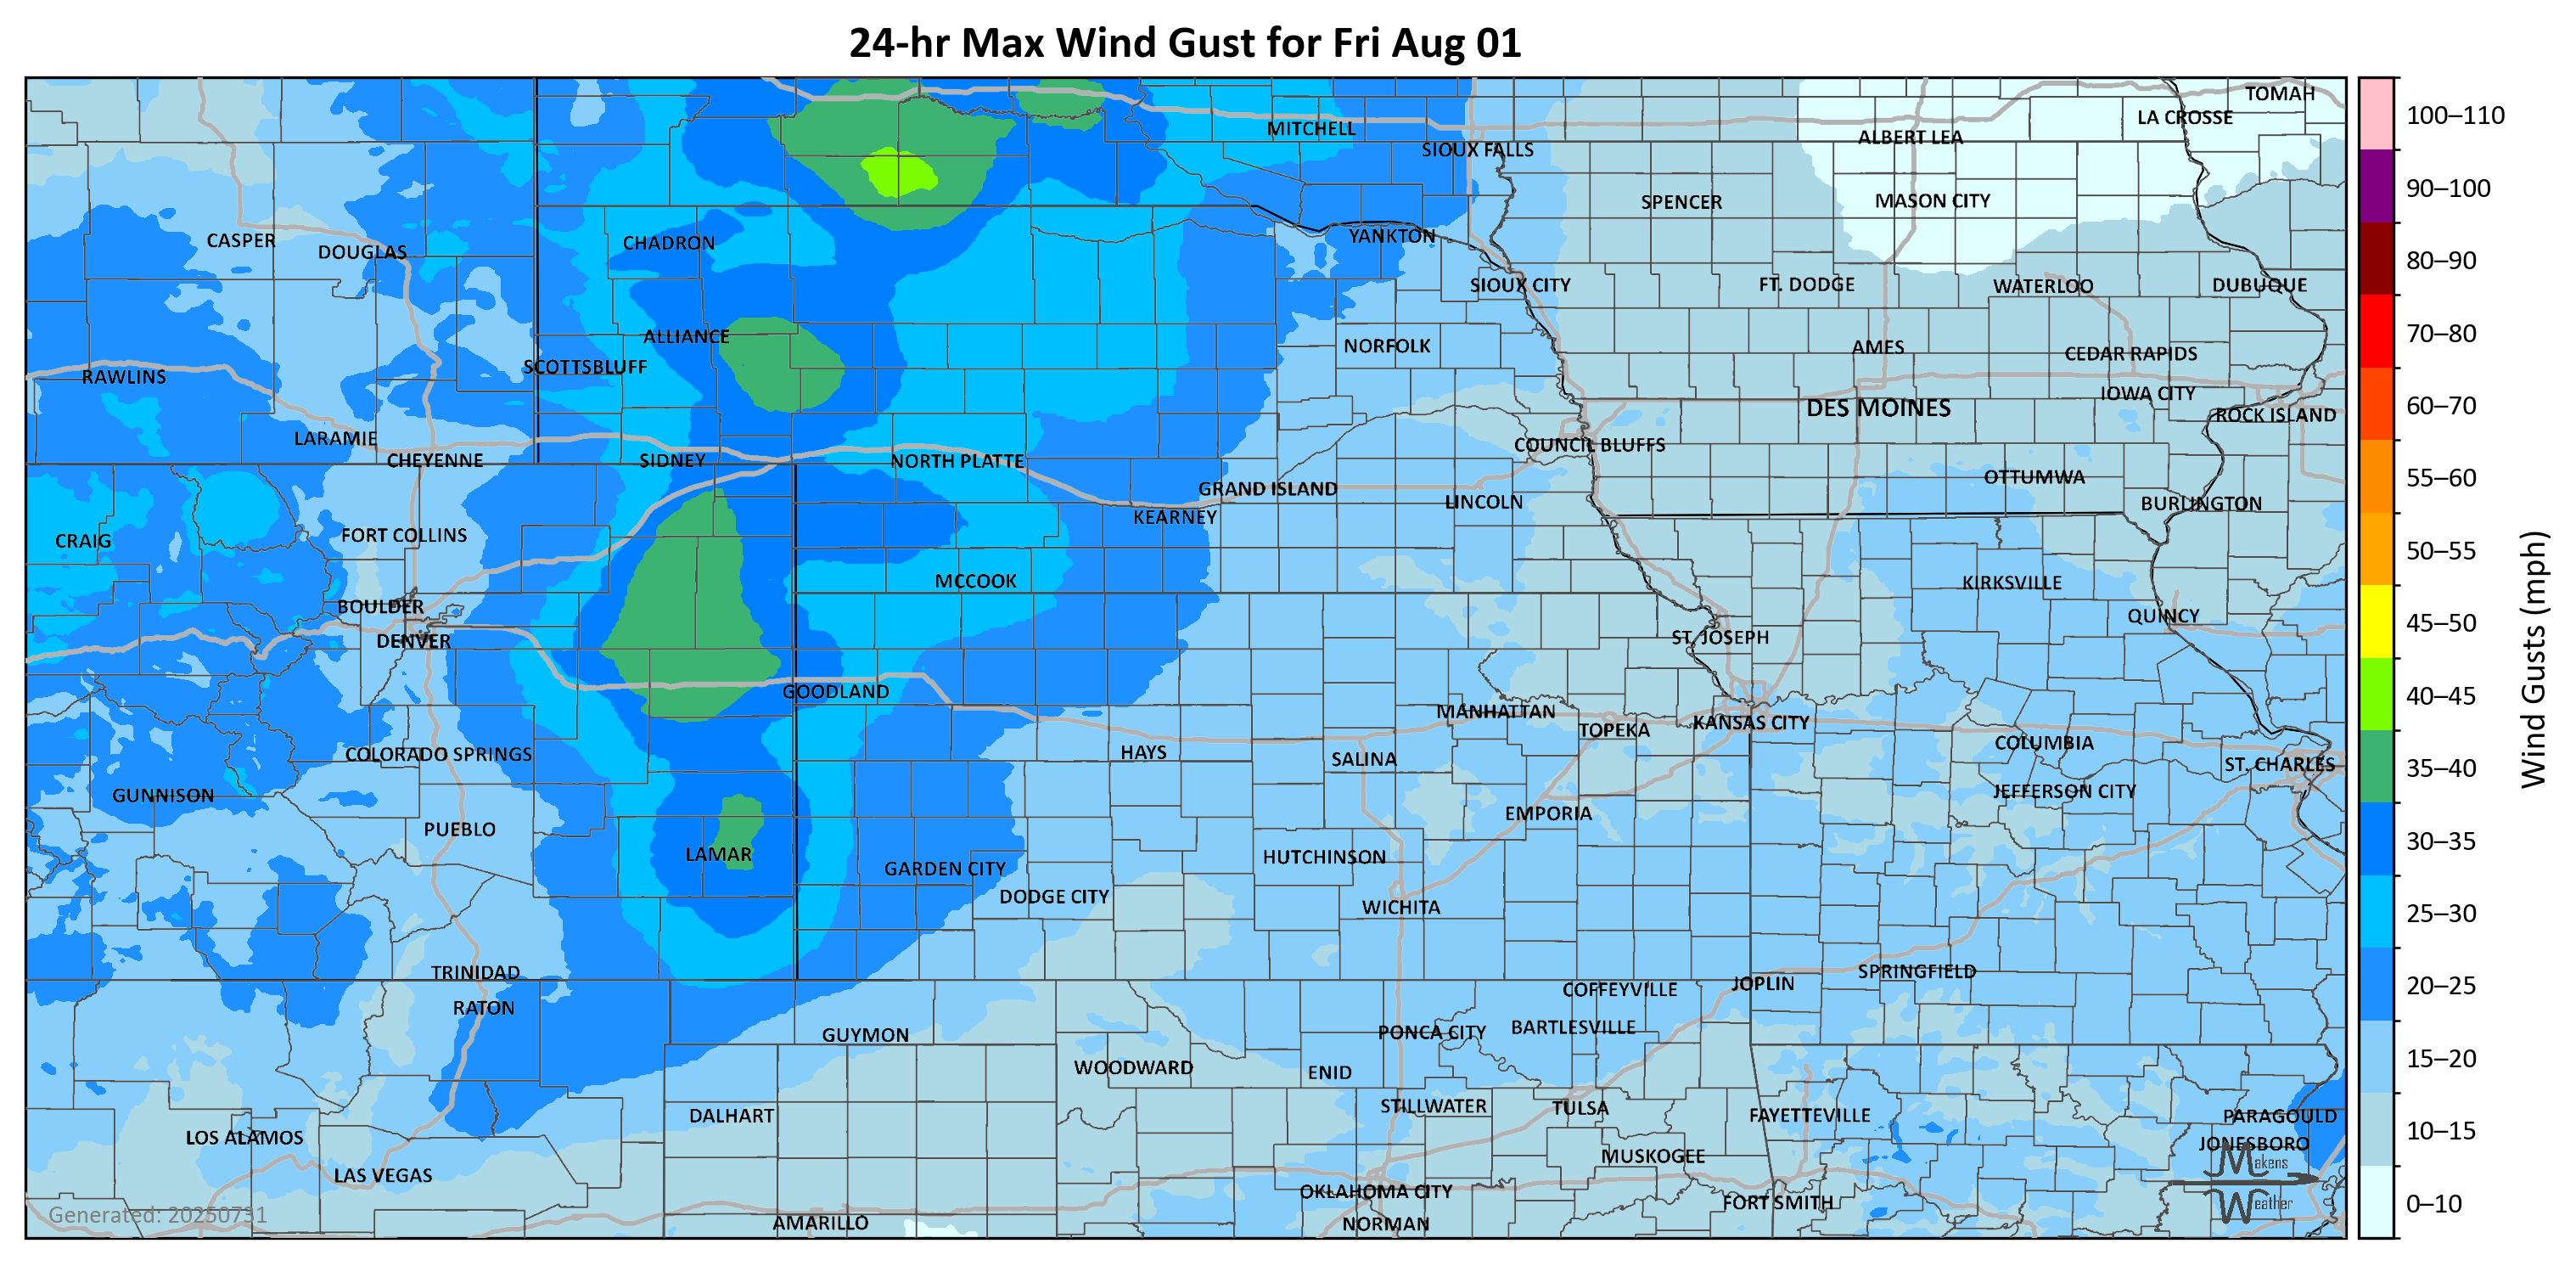 24-hr Max Wind Gust for Fri Aug 01
TOMAH
LA CROSSE
MITCHELL
ALBERT LEA
SIOUX FALLS
SPENCER
MASON CITY
CASPER
DOUGLAS
CHADRON
YANKTON
SIOUX CITY
FT. DODGE
WATERLOO
DUBUQUE
ALLIANCE
NORFOLK
AMES
CEDAR RAPIDS
SCOTTSBLUFF
RAWLINS
IOWA CITY
DES MOINES
ROCK ISLAND
LARAMIE
COUNCIL BLUFFS
CHEYENNE
SIDNEY
NORTH PLATTE
OTTUMWA
GRAND ISLAND
LINCOLN
BURLINGTON
KEARNEY
CRAIG
FORT COLLINS
MCCOOK
KIRKSVILLE
BOULDER
QUINCY
DENVER
ST. JOSEPH
GOODLAND
MANHATTAN
TOPEKA
KANSAS CITY
COLUMBIA
COLORADO SPRINGS
HAYS
SALINA
ST. CHARLES
GUNNISON
JEFFERSON CITY
PUEBLO
EMPORIA
LAMAR
GARDEN CITY
HUTCHINSON
DODGE CITY
WICHITA
TRINIDAD
SPRINGFIELD
JOPLIN
COFFEYVILLE
RATON
GUYMON
PONCA CITY
BARTLESVILLE
WOODWARD
ENID
DALHART
STILLWATER
TULSA
FAYETTEVILLE
PARAGOULD
LOS ALAMOS
JONESBORO
LAS VEGAS
MUSKOGEE
OKLAHOMA CITY
FORT SMITH
AMARILLO
NORMAN
Generated: 20250731
Makens
Weather
100–110
90–100
80–90
70–80
60–70
55–60
50–55
45–50
40–45
35–40
30–35
25–30
20–25
15–20
10–15
0–10
Wind Gusts (mph)